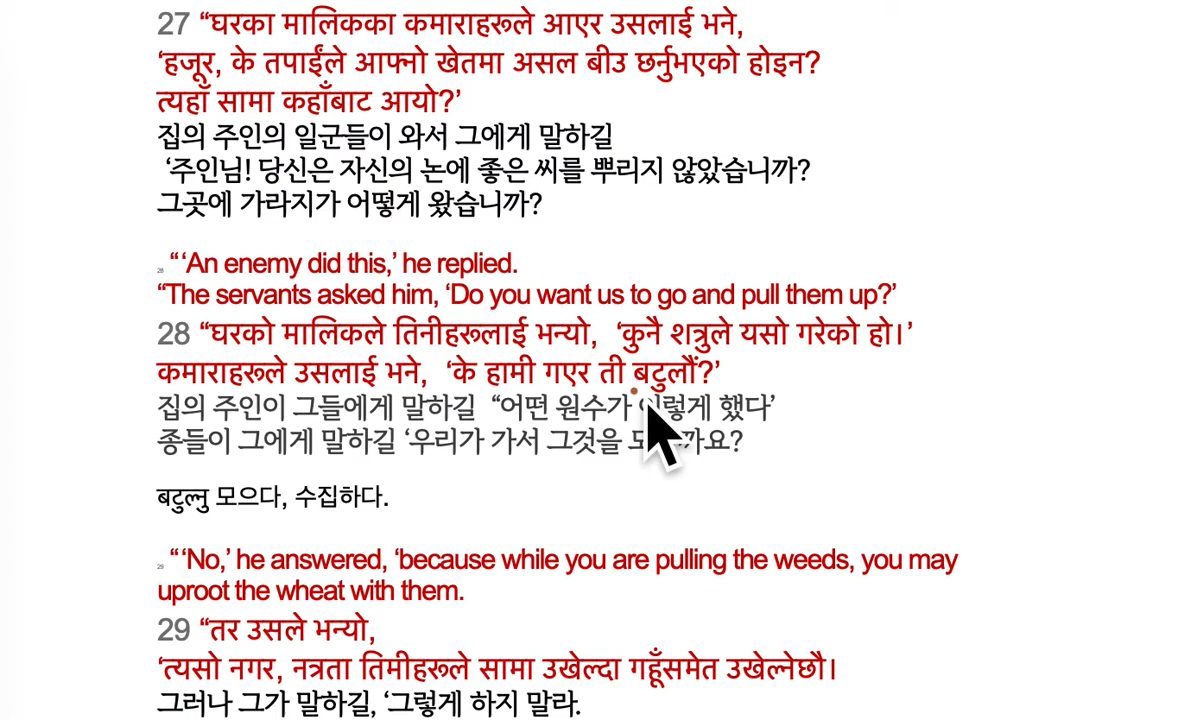 27 “घरका मालिकका कमाराहरूले आएर उसलाई भने,
‘हजूर, के तपाईंले आफ्नो खेतमा असल बीउ छर्नुभएको होइन?
त्यहाँ सामा कहाँबाट आयो?’
집의 주인의 일군들이 와서 그에게 말하길
‘주인님! 당신은 자신의 논에 좋은 씨를 뿌리지 않았습니까?
그곳에 가라지가 어떻게 왔습니까?
28 “‘An enemy did this,’ he replied.
“The servants asked him, ‘Do you want us to go and pull them up?’
28 “घरको मालिकले तिनीहरूलाई भन्यो, ‘कुनै शत्रुले यसो गरेको हो।’
कमाराहरूले उसलाई भने, ‘के हामी गएर ती बटुलौं?’
집의 주인이 그들에게 말하길 “어떤 원수가 했다’
종들이 그에게 말하길 ‘우리가 가서 그것을
बटुल्नु 모으다, 수집하다.
29 “‘No,’ he answered, ‘because while you are pulling the weeds, you may
uproot the wheat with them.
29 “तर उसले भन्यो,
‘त्यसो नगर, नत्रता तिमीहरूले सामा उखेल्दा गहूँसमेत उखेल्नेछौ।
그러나 그가 말하길, ‘그렇게 하지 말라.